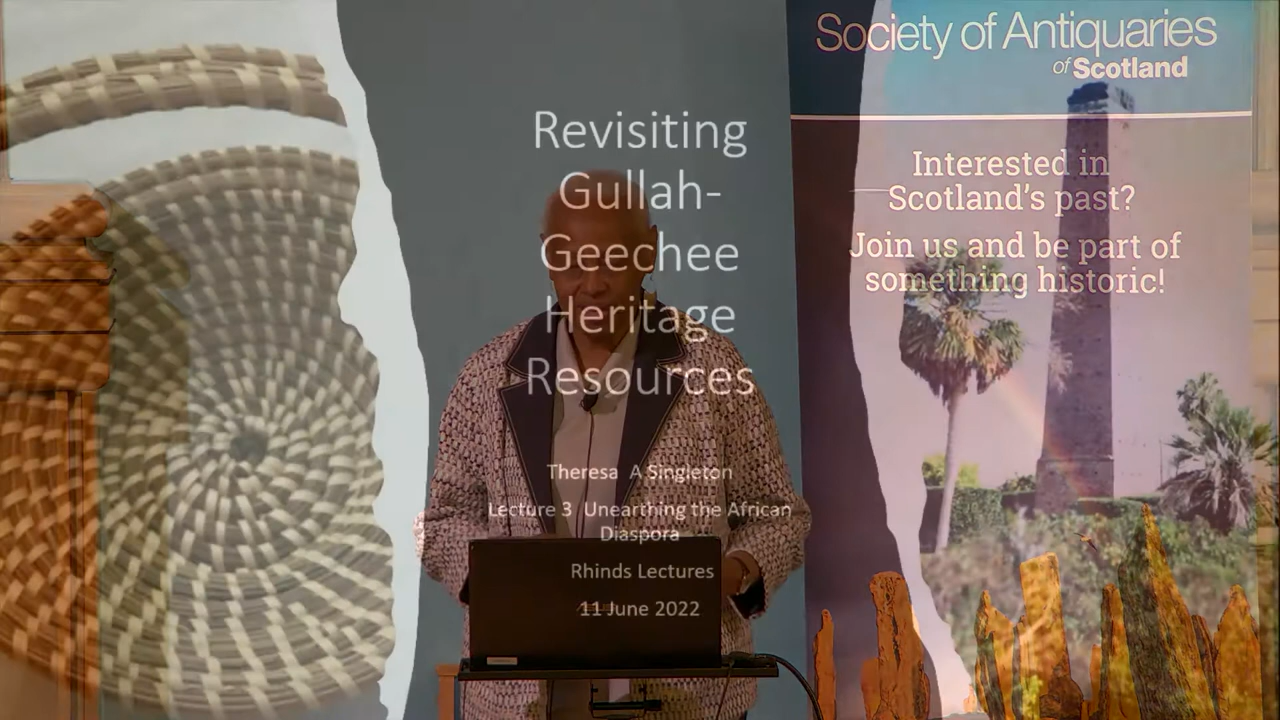 Revisiting
Gullah-
Geechee
Heritage
Resources
Theresa A Singleton
Lecture 3 Unearthing the African
Diaspora
Rhinds Lectures
11 June 2022
Society of Antiquaries
of Scotland
Interested in
Scotland's past?
Join us and be part of
something historic!